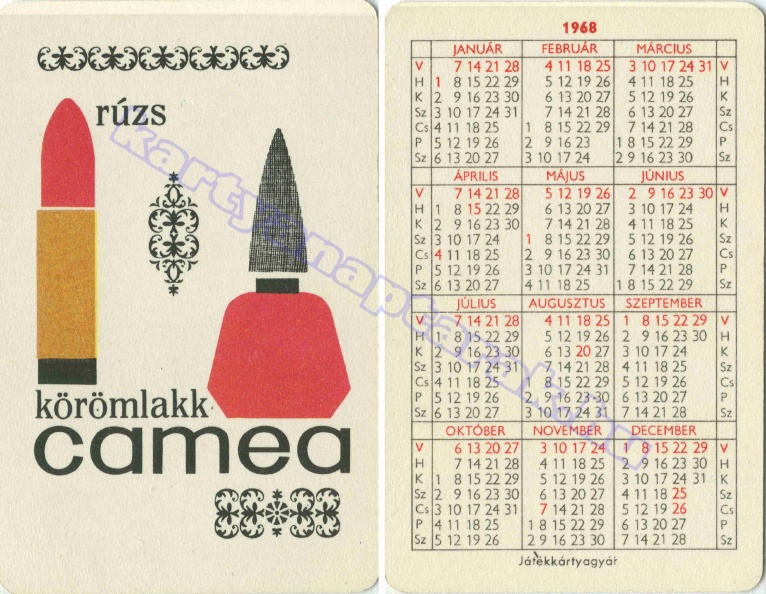 rúzs
körömlakk
camea
1968
JANUÁR FEBRUÁR MÁRCIUS
V 7 14 21 28 4 11 18 25 3 10 17 24 31 V
H 1 8 15 22 29 5 12 19 26 4 11 18 25 H
K 2 9 16 23 30 6 13 20 27 5 12 19 26 K
Sz 3 10 17 24 31 7 14 21 28 6 13 20 27 Sz
Cs 4 11 18 25 1 8 15 22 29 7 14 21 28 Cs
P 5 12 19 26 2 9 16 23 1 8 15 22 29 P
Sz 6 13 20 27 3 10 17 24 2 9 16 23 30 Sz
ÁPRILIS MÁJUS JÚNIUS
V 7 14 21 28 5 12 19 26 2 9 16 23 30 V
H 1 8 15 22 29 6 13 20 27 3 10 17 24 H
K 2 9 16 23 30 7 14 21 28 4 11 18 25 K
Sz 3 10 17 24 1 8 15 22 29 5 12 19 26 Sz
Cs 4 11 18 25 2 9 16 23 30 6 13 20 27 Cs
P 5 12 19 26 3 10 17 24 31 7 14 21 28 P
Sz 6 13 20 27 4 11 18 25 1 8 15 22 29 Sz
JÚLIUS AUGUSZTUS SZEPTEMBER
V 7 14 21 28 4 11 18 25 1 8 15 22 29 V
H 1 8 15 22 29 5 12 19 26 2 9 16 23 30 H
K 2 9 16 23 30 6 13 20 27 3 10 17 24 K
Sz 3 10 17 24 31 7 14 21 28 4 11 18 25 Sz
Cs 4 11 18 25 1 8 15 22 29 5 12 19 26 Cs
P 5 12 19 26 2 9 16 23 30 6 13 20 27 P
Sz 6 13 20 27 3 10 17 24 31 7 14 21 28 Sz
OKTÓBER NOVEMBER DECEMBER
V 6 13 20 27 3 10 17 24 1 8 15 22 29 V
H 7 14 21 28 4 11 18 25 2 9 16 23 30 H
K 1 8 15 22 29 5 12 19 26 3 10 17 24 31 K
Sz 2 9 16 23 30 6 13 20 27 4 11 18 25 Sz
Cs 3 10 17 24 31 7 14 21 28 5 12 19 26 Cs
P 4 11 18 25 1 8 15 22 29 6 13 20 27 P
Sz 5 12 19 26 2 9 16 23 30 7 14 21 28 Sz
Játékkártyagyár
kartyanaptarak.hu